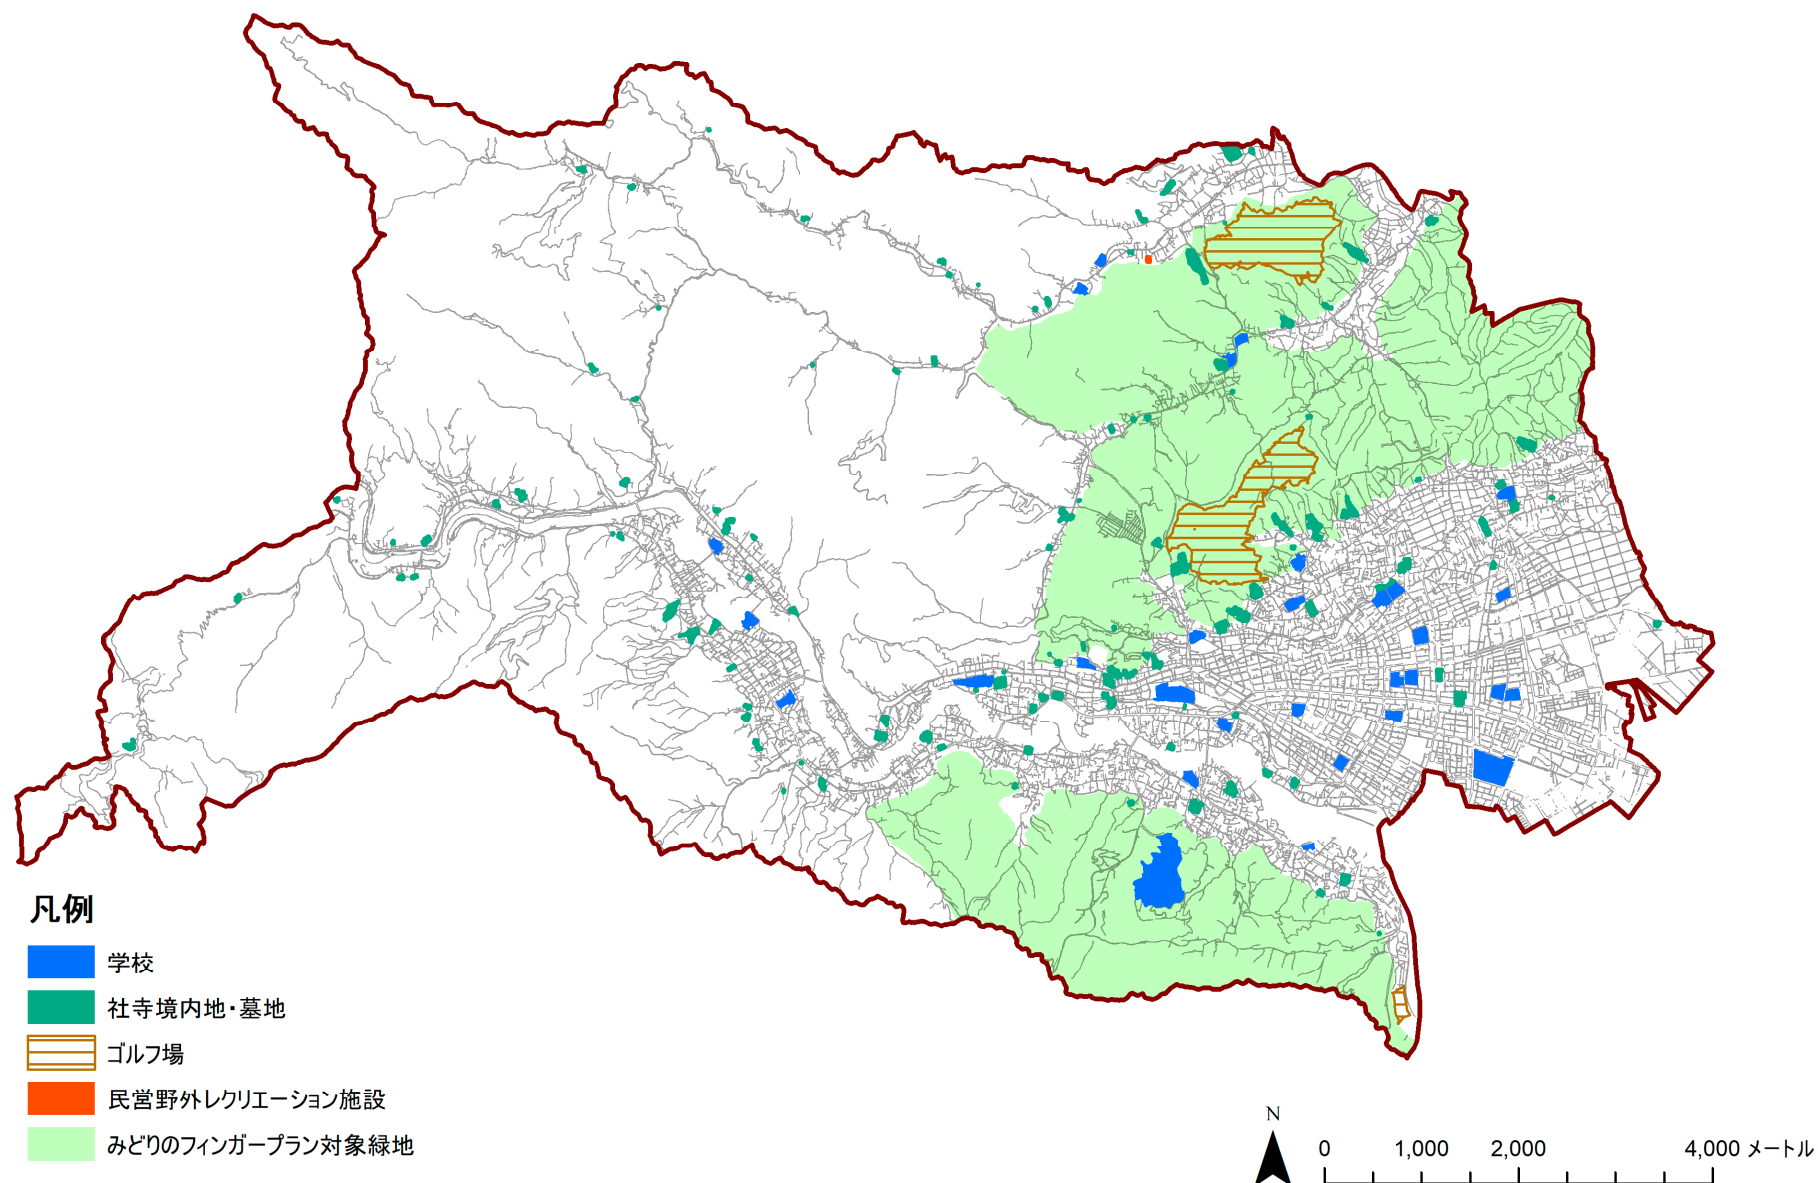 凡例
学校
社寺境内地・墓地
ゴルフ場
民営野外レクリエーション施設
みどりのフィンガープラン対象緑地
N
0 1,000 2,000 4,000 メートル